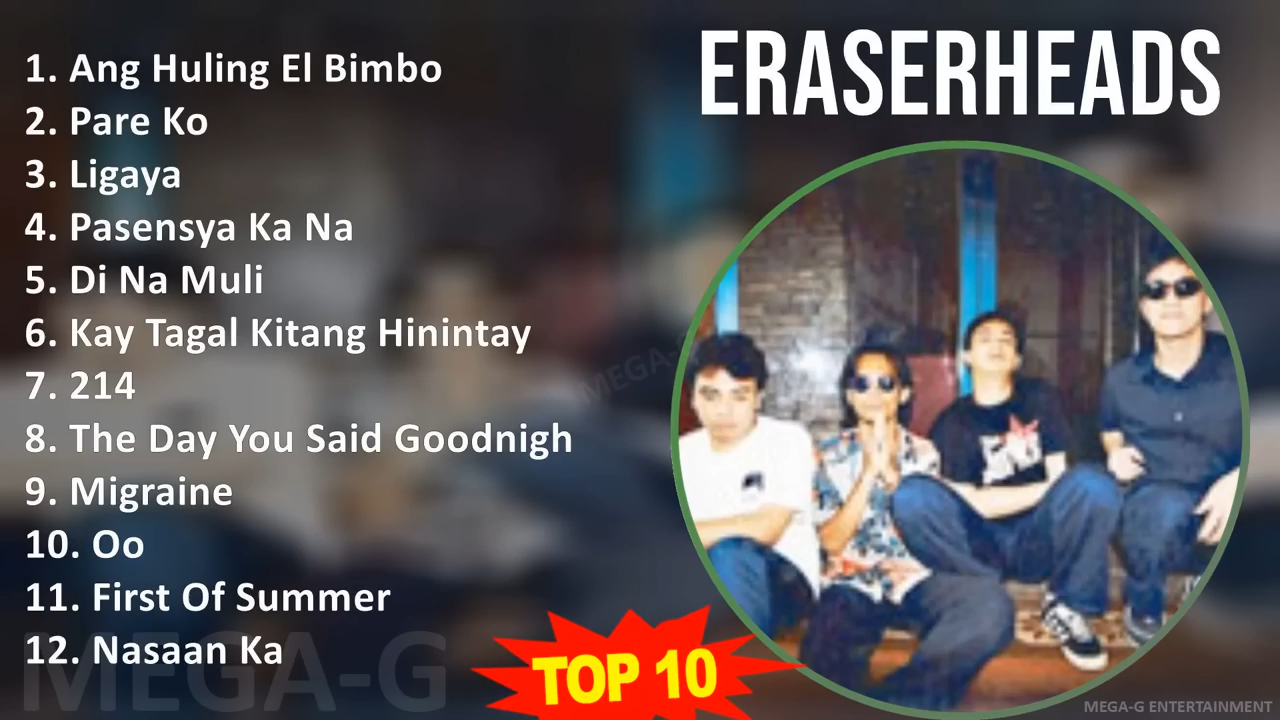 ERASERHEADS
1. Ang Huling El Bimbo
2. Pare Ko
3. Ligaya
4. Pasensya Ka Na
5. Di Na Muli
6. Kay Tagal Kitang Hinintay
7. 214
8. The Day You Said Goodnigh
9. Migraine
10. Oo
11. First Of Summer
12. Nasaan Ka
MEGA-G
MEGA-G
TOP 10
MEGA-G ENTERTAINMENT